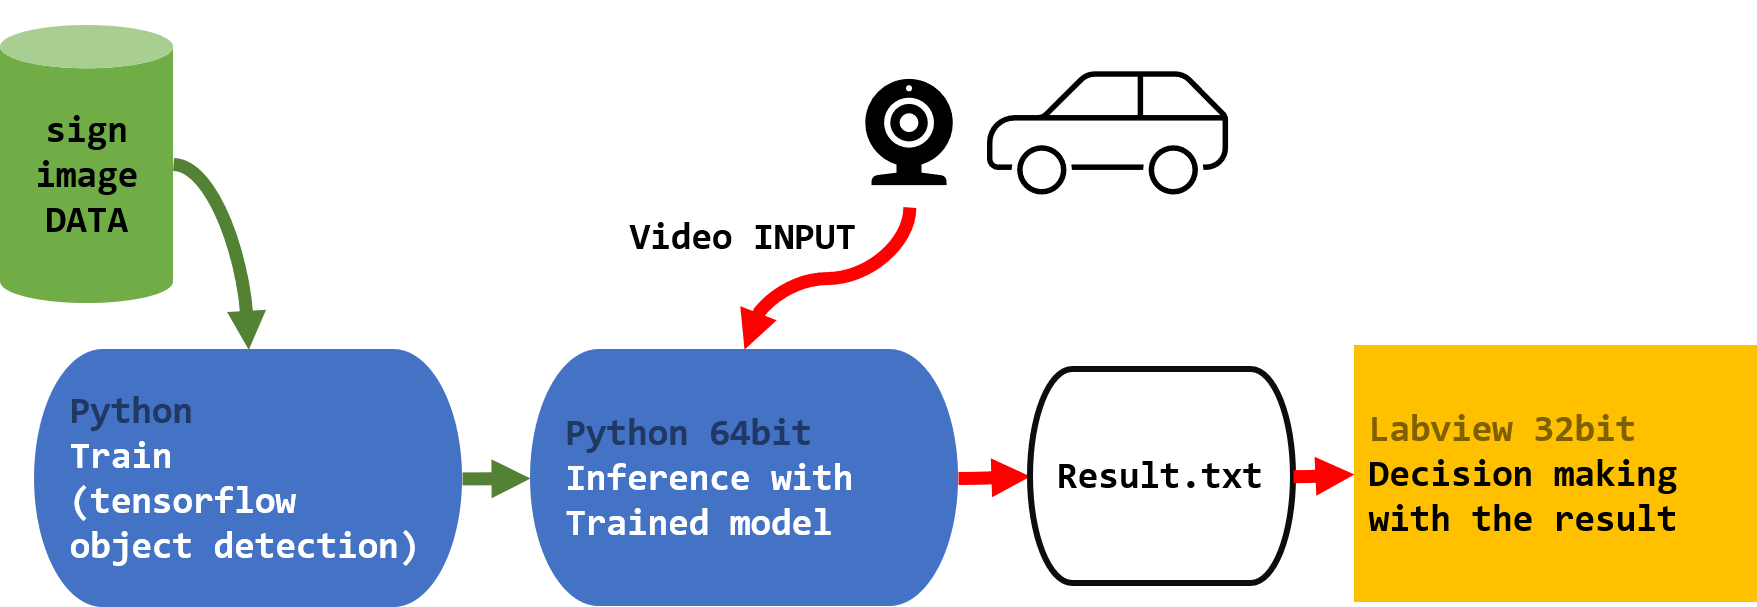 sign
image
DATA
Video INPUT
Python
Train
(tensorflow
object detection)
Python 64bit
Inference with
Trained model
Result.txt
Labview 32bit
Decision making
with the result